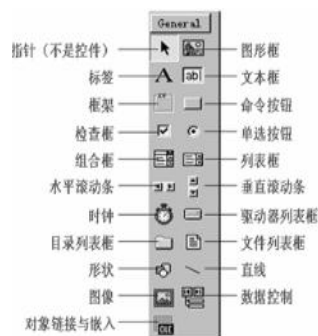 General
指针（不是控件） 图形框
标签 A ab| 文本框
框架 xy 命令按钮
检查框 单选按钮
组合框 列表框
水平滚动条 垂直滚动条
时钟 驱动器列表框
目录列表框 文件列表框
形状 直线
图像 数据控制
对象链接与嵌入 OLE